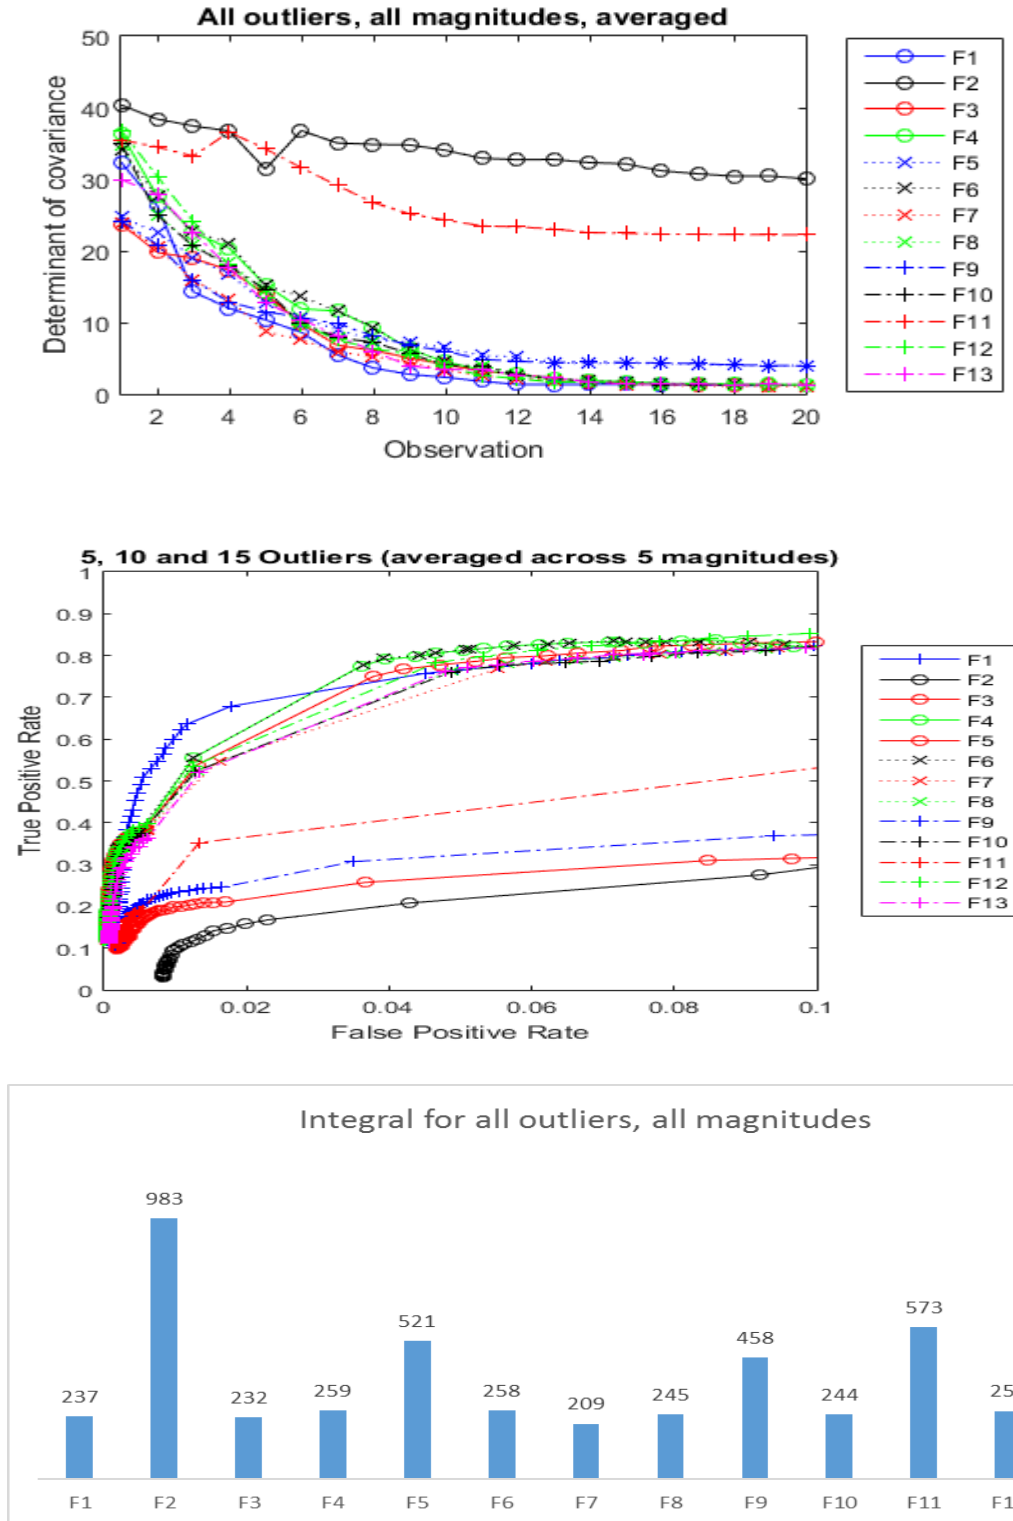 All outliers, all magnitudes, averaged
50
40
30
20
10
0
Determinant of covariance
2 4 6 8 10 12 14 16 18 20
Observation
F1
F2
F3
F4
F5
F6
F7
F8
F9
F10
F11
F12
F13
5, 10 and 15 Outliers (averaged across 5 magnitudes)
1
0.9
0.8
0.7
0.6
0.5
0.4
0.3
0.2
0.1
0
True Positive Rate
0 0.02 0.04 0.06 0.08 0.1
False Positive Rate
F1
F2
F3
F4
F5
F6
F7
F8
F9
F10
F11
F12
F13
Integral for all outliers, all magnitudes
237 983 232 259 521 258 209 245 458 244 573 25
F1 F2 F3 F4 F5 F6 F7 F8 F9 F10 F11 F1